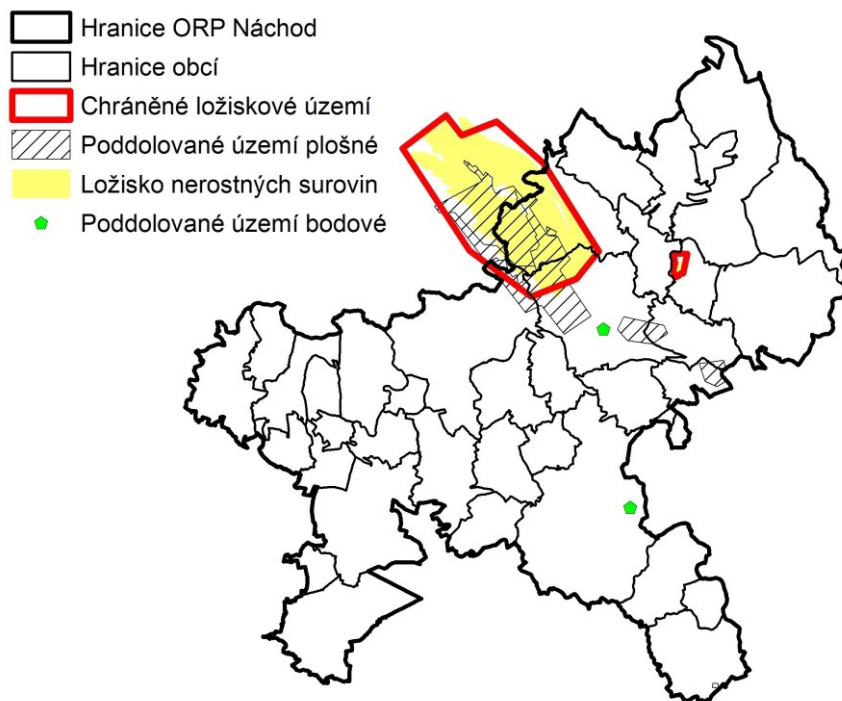 Hranice ORP Náchod
Hranice obcí
Chráněné ložiskové území
Poddolované území plošné
Ložisko nerostných surovin
Poddolované území bodové